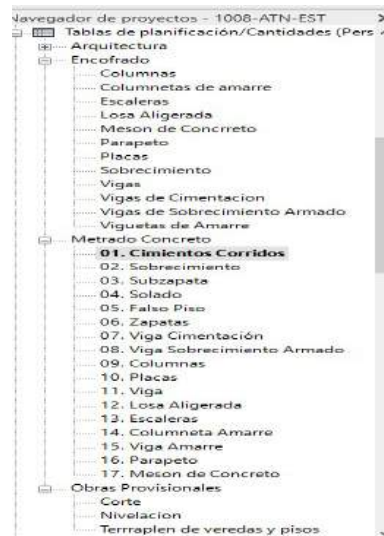 Navegador de proyectos - 1008-ATN-EST
Tablas de planificación/Cantidades (Pers
Arquitectura
Encofrado
Columnas
Columnetas de amarre
Escaleras
Losa Aligerada
Meson de Concrreto
Parapeto
Placas
Sobrecimiento
Vigas
Vigas de Cimentacion
Vigas de Sobrecimiento Armado
Viguetas de Amarre
Metrado Concreto
01. Cimientos Corridos
02. Sobrecimiento
03. Subzapata
04. Solado
05. Falso Piso
06. Zapatas
07. Viga Cimentación
08. Viga Sobrecimiento Armado
09. Columnas
10. Placas
11. Viga
12. Losa Aligerada
13. Escaleras
14. Columneta Amarre
15. Viga Amarre
16. Parapeto
17. Meson de Concreto
Obras Provisionales
Corte
Nivelacion
Terrraplen de veredas y pisos